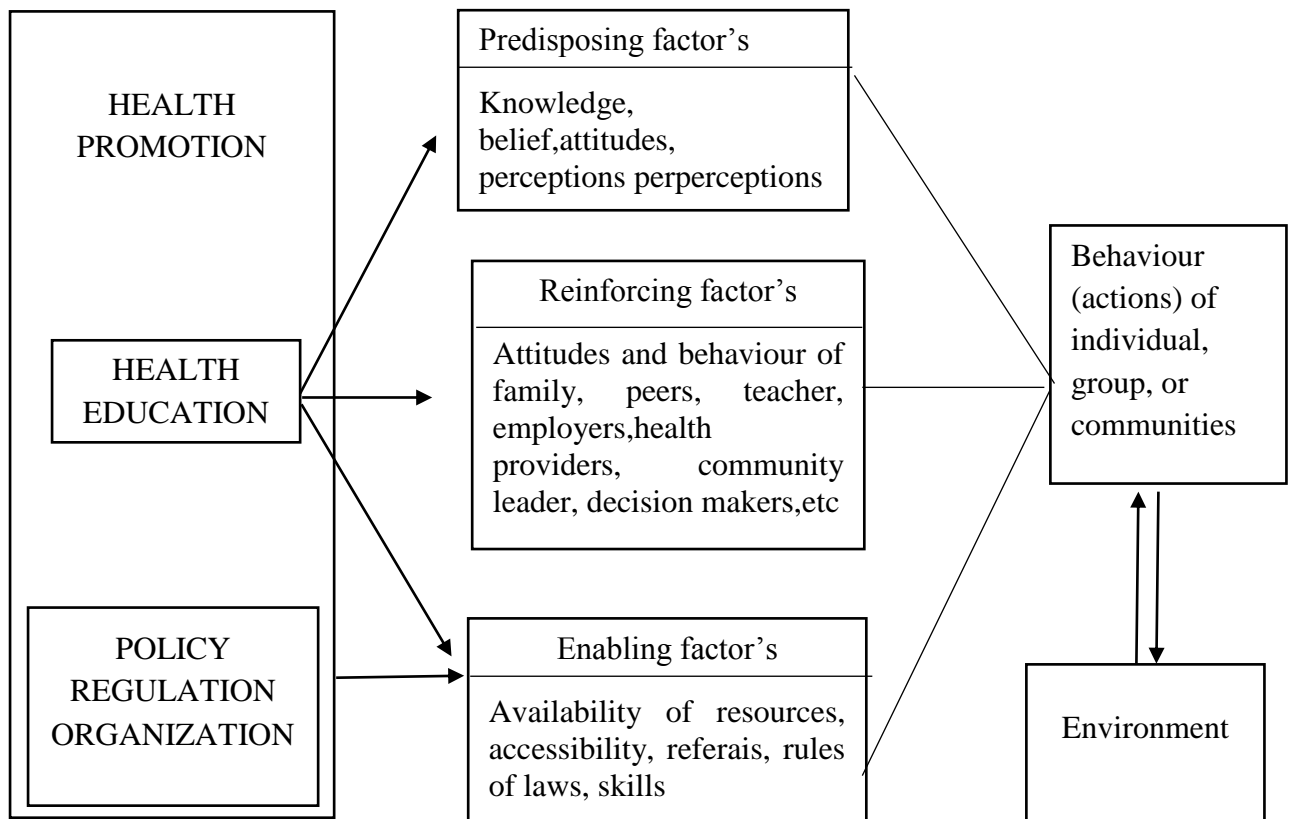 HEALTH
PROMOTION
HEALTH
EDUCATION
POLICY
REGULATION
ORGANIZATION
Predisposing factor’s
Knowledge,
belief,attitudes,
perceptions perperceptions
Reinforcing factor’s
Attitudes and behaviour of
family, peers, teacher,
employers,health
providers, community
leader, decision makers,etc
Enabling factor’s
Availability of resources,
accessibility, referais, rules
of laws, skills
Behaviour
(actions) of
individual,
group, or
communities
Environment